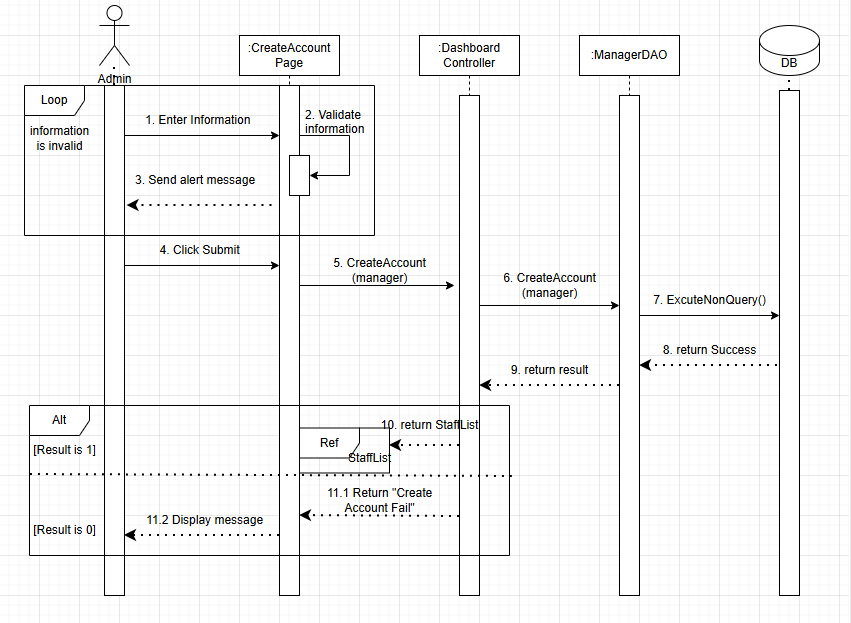 :CreateAccount
Page
:Dashboard
Controller
:ManagerDAO
DB
Admin
Loop
information
is invalid
1. Enter Information
2. Validate
information
3. Send alert message
4. Click Submit
5. CreateAccount
(manager)
6. CreateAccount
(manager)
7. ExcuteNonQuery()
8. return Success
9. return result
Alt
[Result is 1]
10. return StaffList
Ref
StaffList
11.1 Return "Create
Account Fail"
11.2 Display message
[Result is 0]